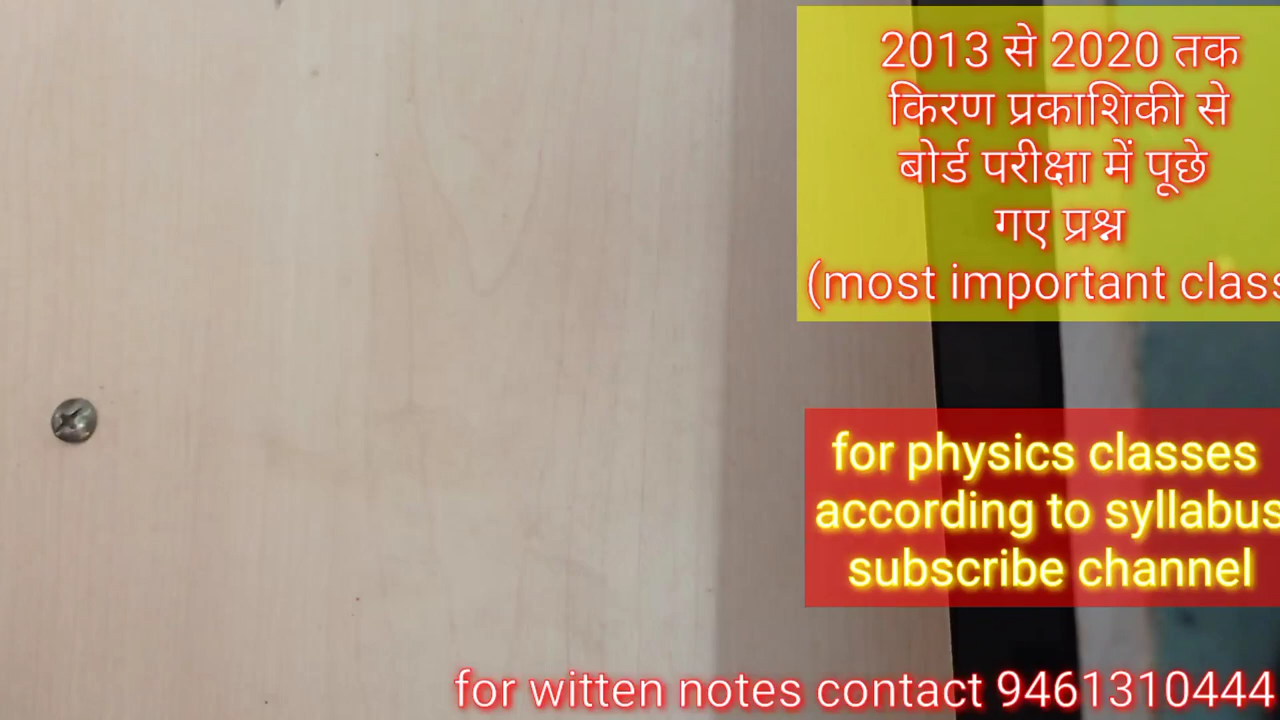 2013 से 2020 तक
किरण प्रकाशिकी से
बोर्ड परीक्षा में पूछे
गए प्रश्न
(most important class
for physics classes
according to syllabus
subscribe channel
for witten notes contact 9461310444